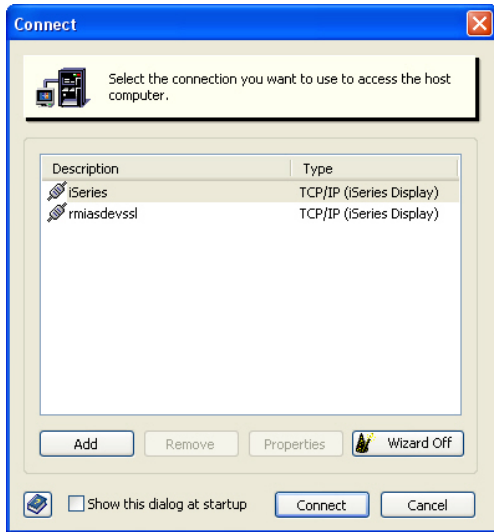 Connect
Select the connection you want to use to access the host
computer.
Description Type
iSeries TCP/IP (iSeries Display)
rmiasdevssl TCP/IP (iSeries Display)
Add Remove Properties Wizard Off
Show this dialog at startup Connect Cancel